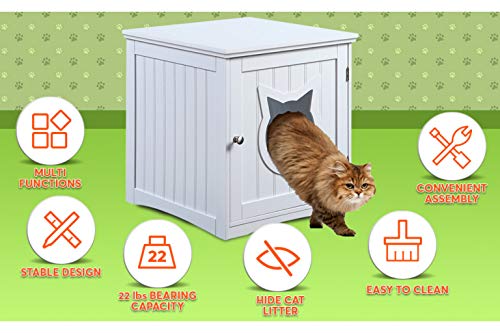 MULTI
FUNCTIONS
CONVENIENT
ASSEMBLY
STABLE DESIGN
22
22 lbs BEARING
CAPACITY
HIDE CAT
LITTER
EASY TO CLEAN